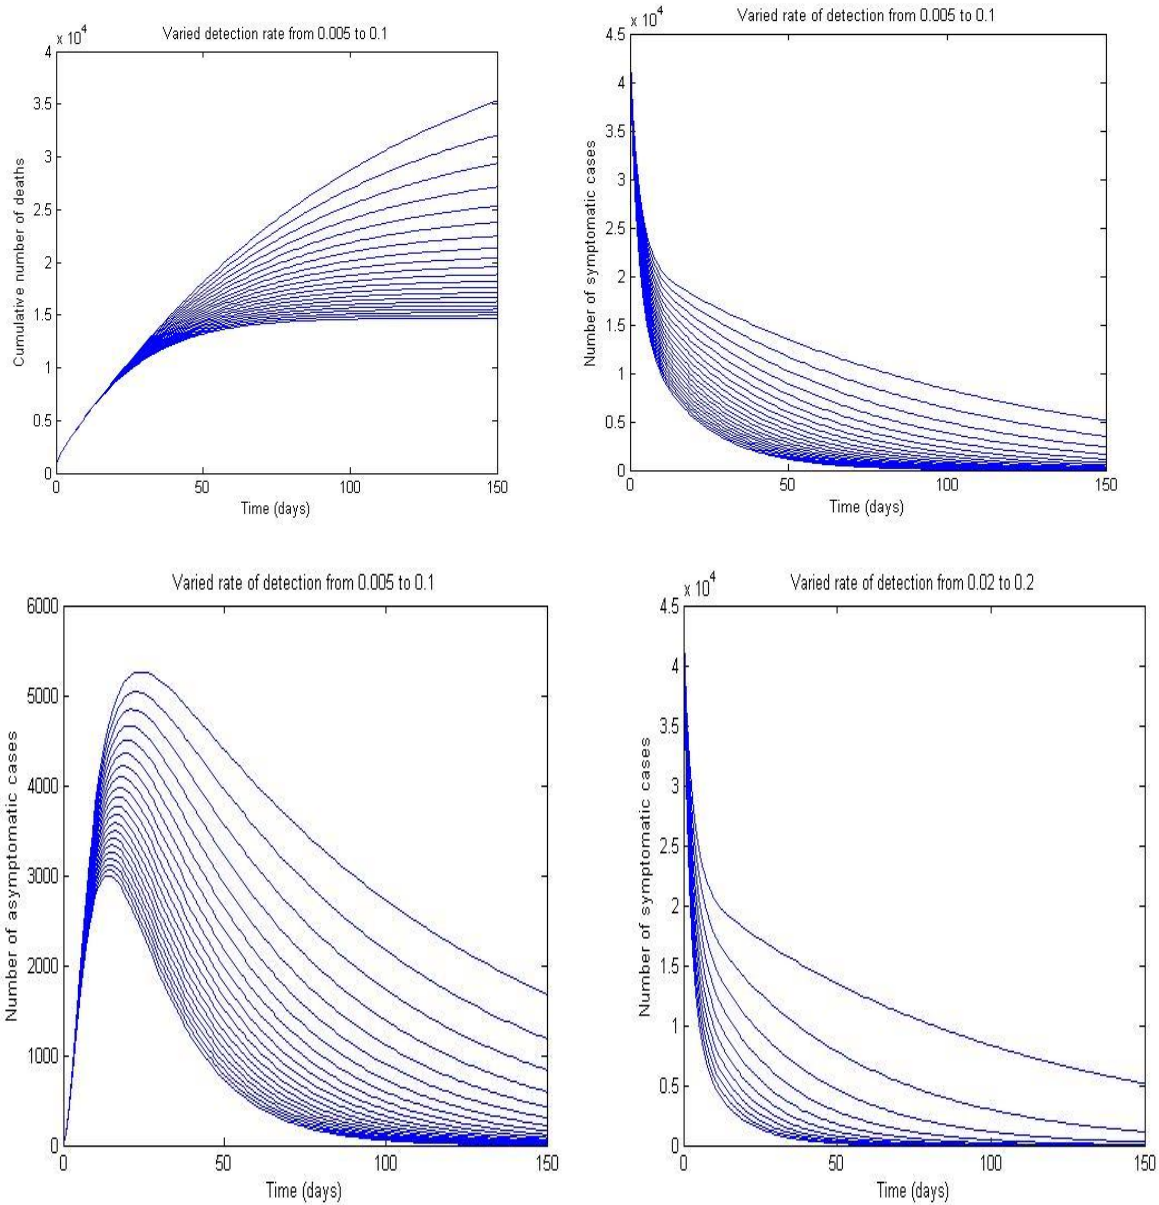 Varied detection rate from 0.005 to 0.1
x 10^4
4
3.5
3
2.5
2
1.5
1
0.5
0
Cumulative number of deaths
0 50 100 150
Time (days)
Varied rate of detection from 0.005 to 0.1
x 10^4
4.5
4
3.5
3
2.5
2
1.5
1
0.5
0
Number of symptomatic cases
0 50 100 150
Time (days)
Varied rate of detection from 0.005 to 0.1
6000
5000
4000
3000
2000
1000
0
Number of asymptomatic cases
0 50 100 150
Time (days)
Varied rate of detection from 0.02 to 0.2
x 10^4
4.5
4
3.5
3
2.5
2
1.5
1
0.5
0
Number of symptomatic cases
0 50 100 150
Time (days)